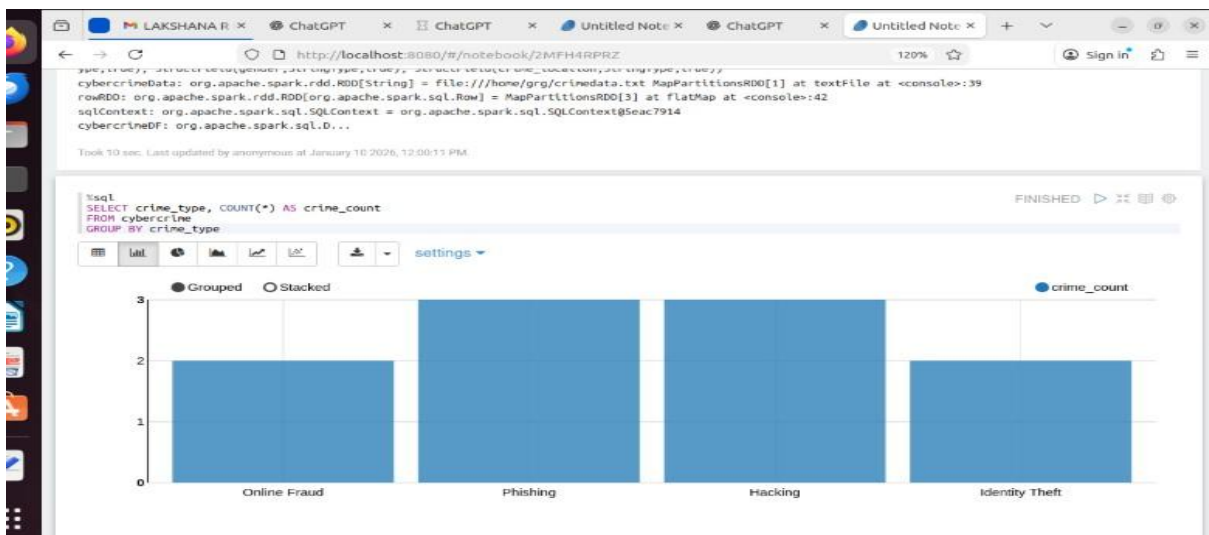 LAKSHANA R
ChatGPT
ChatGPT
Untitled Note
ChatGPT
Untitled Note
http://localhost:8080/#/notebook/2MFH4RPRZ
120%
Sign in
cybercrimeData: org.apache.spark.rdd.RDD[String] = file:///home/grg/crimedata.txt MapPartitionsRDD[1] at textFile at <console>:39
rowRDD: org.apache.spark.rdd.RDD[org.apache.spark.sql.Row] = MapPartitionsRDD[3] at flatMap at <console>:42
sqlContext: org.apache.spark.sql.SQLContext = org.apache.spark.sql.SQLContext@5eac7914
cybercrimeDF: org.apache.spark.sql.D...
Took 10 sec. Last updated by anonymous at January 10 2026, 12:00:11 PM.
%sql
FINISHED
SELECT crime_type, COUNT(*) AS crime_count
FROM cybercrime
GROUP BY crime_type
settings
Grouped Stacked
crime_count
3
2
1
0
Online Fraud
Phishing
Hacking
Identity Theft